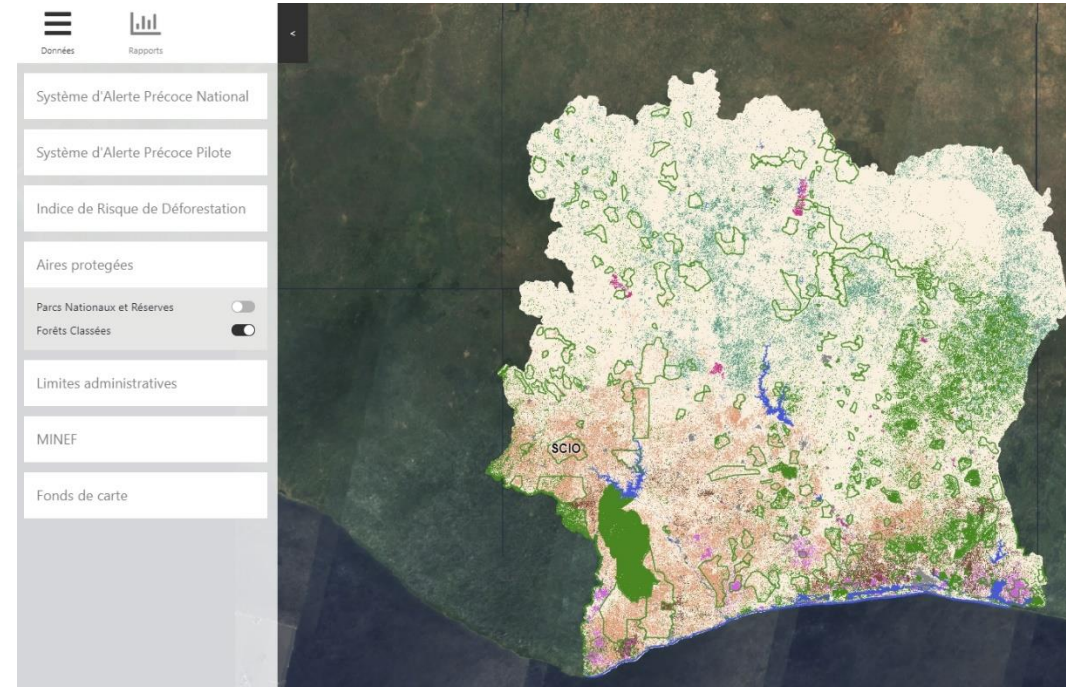 Données
Rapports
<
Système d'Alerte Précoce National
Système d'Alerte Précoce Pilote
Indice de Risque de Déforestation
Aires protegées
Parcs Nationaux et Réserves
Forêts Classées
Limites administratives
MINEF
Fonds de carte
SCIO